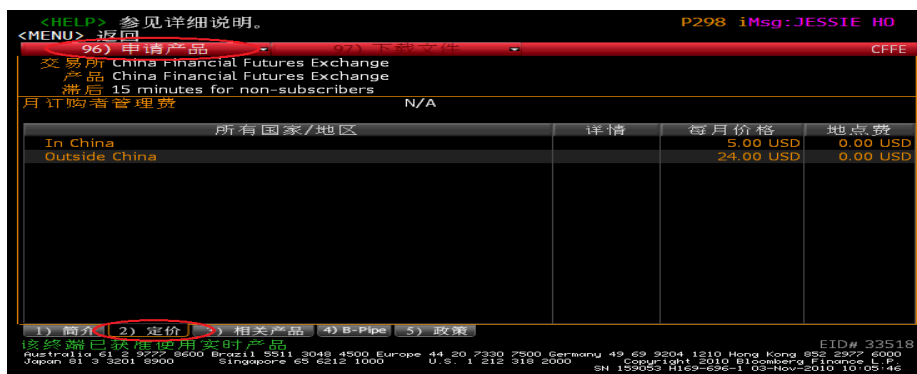 <HELP> 参见详细说明。 P298 iMsg:JESSIE HO
<MENU> 返回
96) 申请产品 97) 下载文件 CFFE
交易所 China Financial Futures Exchange
产品 China Financial Futures Exchange
滞后 15 minutes for non-subscribers
月订购者管理费 N/A
所有国家/地区 详情 每月价格 地点费
In China 5.00 USD 0.00 USD
Outside China 24.00 USD 0.00 USD
1) 简介 2) 定价 3) 相关产品 4) B-Pipe 5) 政策
该终端已获准使用实时产品 EID# 33518
Australia 61 2 9777 8600 Brazil 5511 3048 4500 Europe 44 20 7330 7500 Germany 49 69 9204 1210 Hong Kong 852 2977 6000
Japan 81 3 3201 8900 Singapore 65 6212 1000 U.S. 1 212 318 2000 Copyright 2010 Bloomberg Finance L.P.
SN 159053 H169-696-1 03-Nov-2010 10:05:46